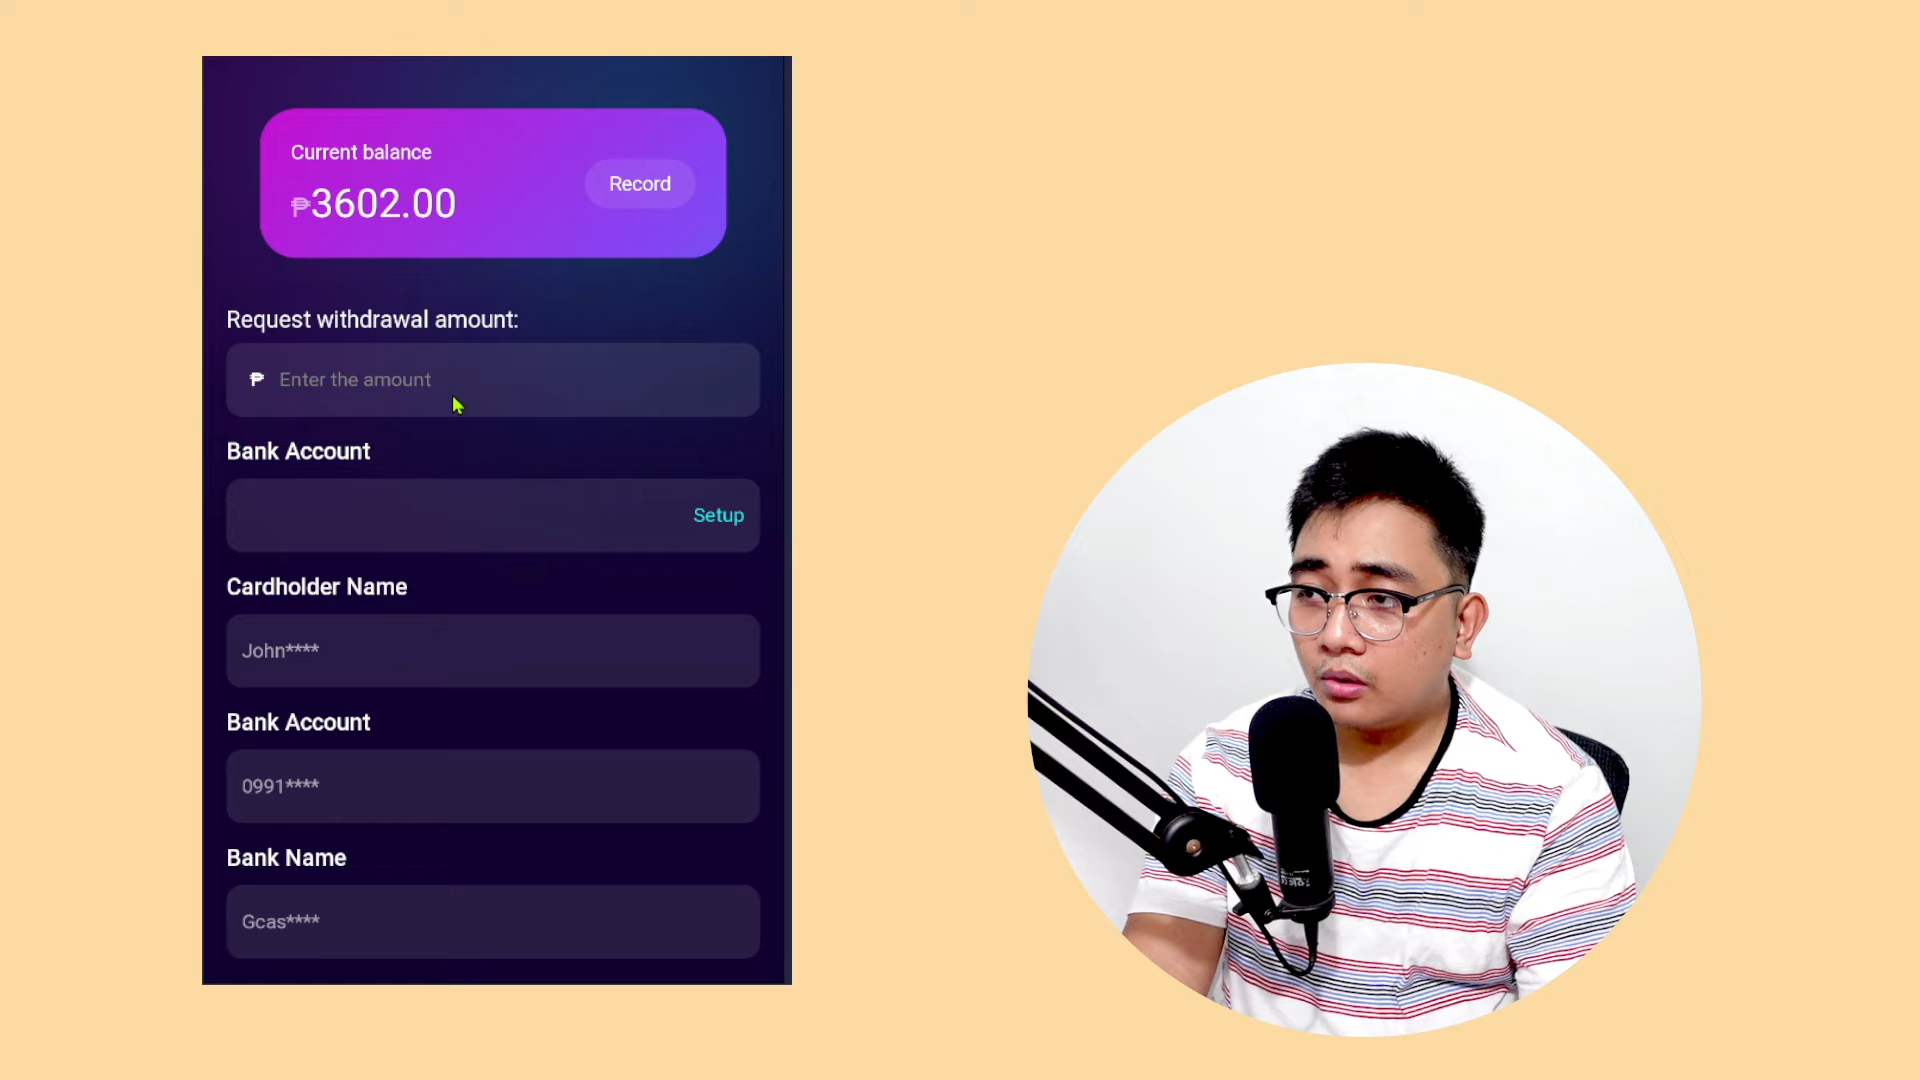 Current balance
₱3602.00
Record
Request withdrawal amount:
₱ Enter the amount
Bank Account
Setup
Cardholder Name
John****
Bank Account
0991****
Bank Name
Gcas****